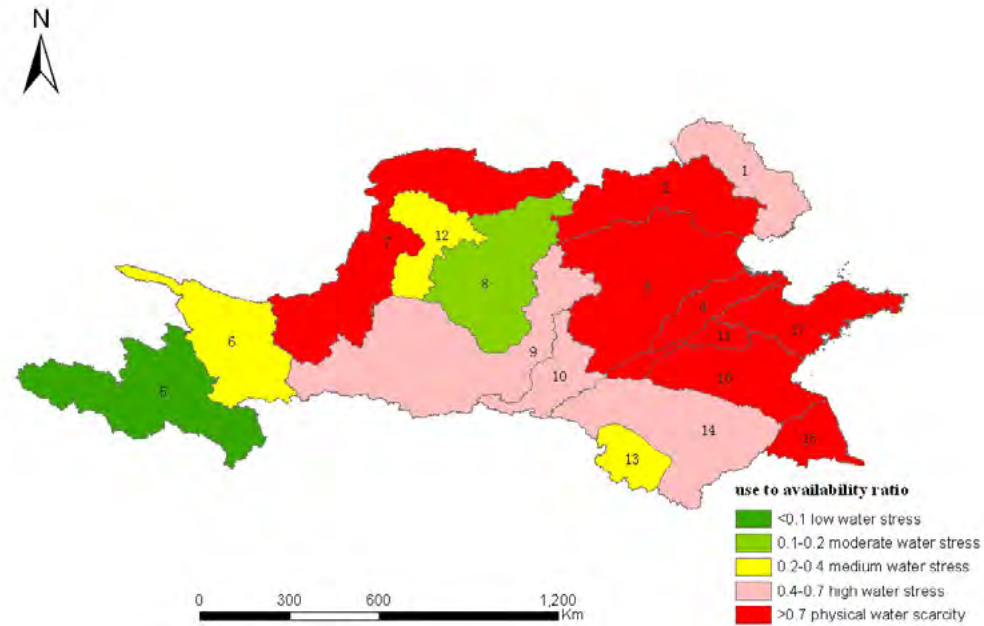 N
1
2
7
12
3
8
4
17
6
11
9
5
10
16
14
15
13
use to availability ratio
<0.1 low water stress
0.1-0.2 moderate water stress
0.2-0.4 medium water stress
0.4-0.7 high water stress
>0.7 physical water scarcity
0 300 600 1,200
Km